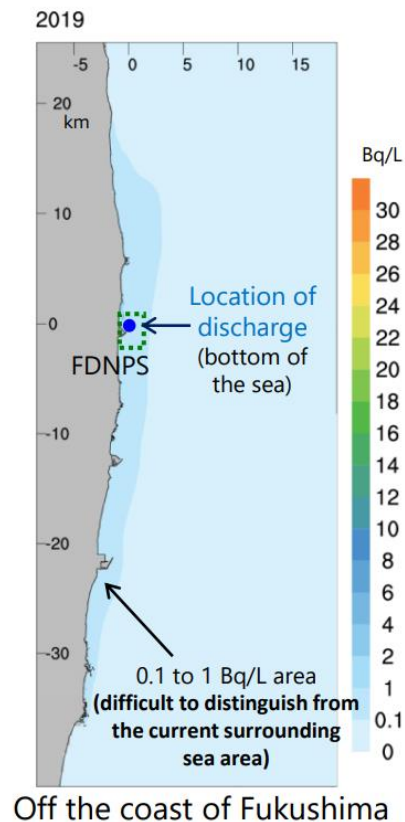 2019
-5 0 5 10 15
20
km
10
0
-10
-20
-30
Location of
discharge
(bottom of
the sea)
FDNPS
0.1 to 1 Bq/L area
(difficult to distinguish from
the current surrounding
sea area)
Bq/L
30
28
26
24
22
20
18
16
14
12
10
8
6
4
2
1
0.1
0
Off the coast of Fukushima